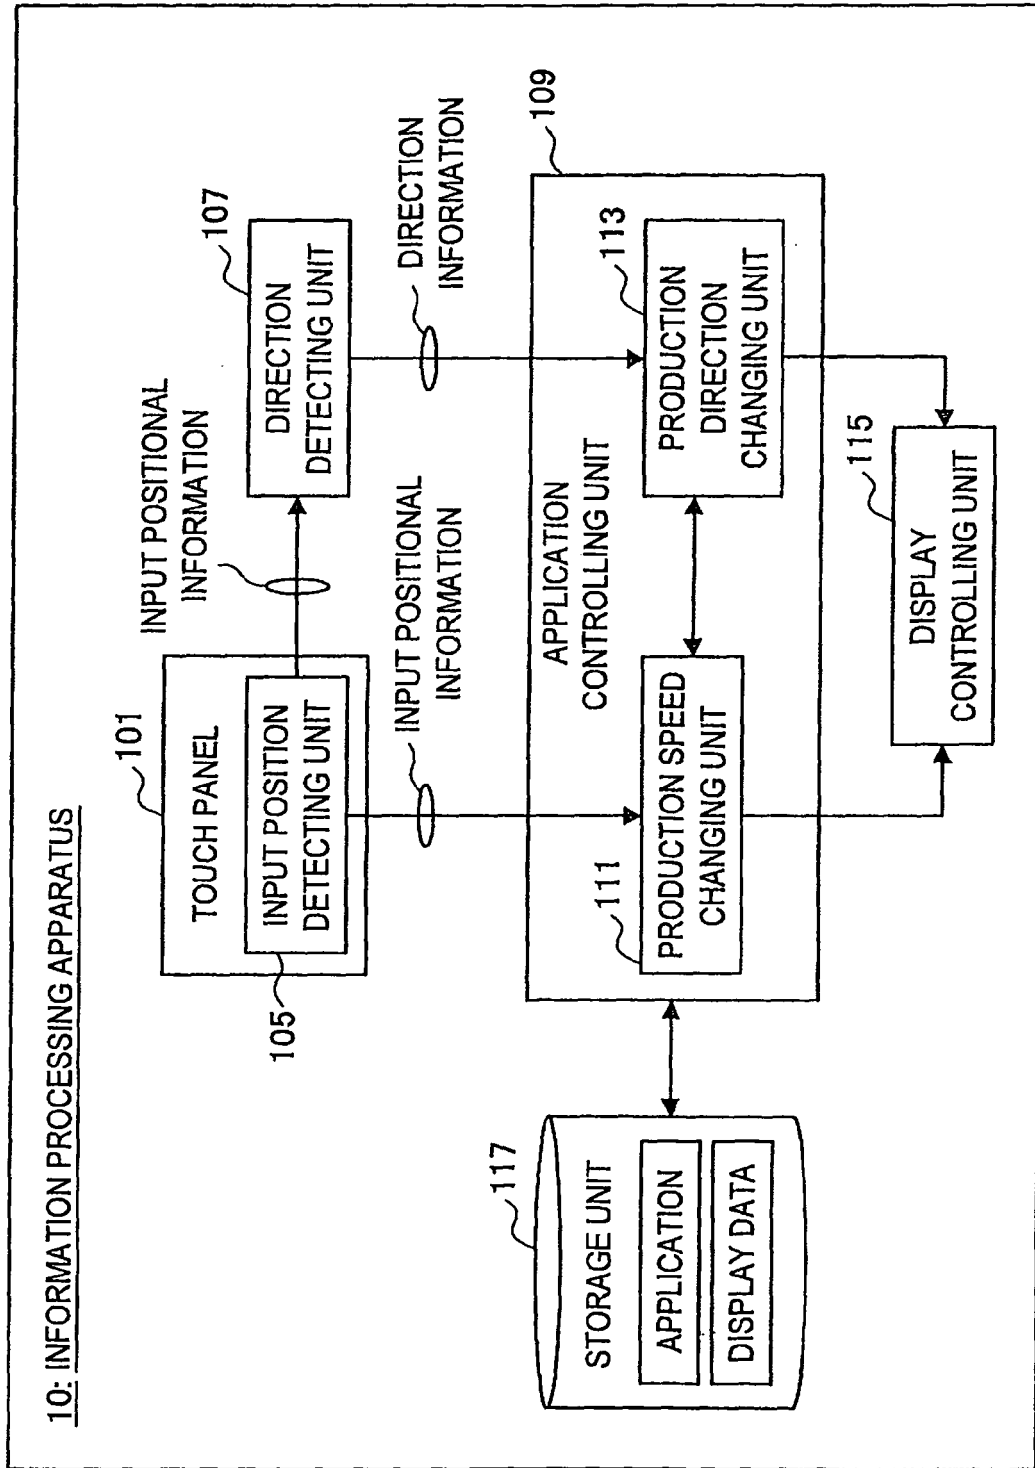 10: INFORMATION PROCESSING APPARATUS
101
TOUCH PANEL
INPUT POSITION
DETECTING UNIT
105
INPUT POSITIONAL
INFORMATION
107
DIRECTION
DETECTING UNIT
INPUT POSITIONAL
INFORMATION
DIRECTION
INFORMATION
109
APPLICATION
CONTROLLING UNIT
111
PRODUCTION SPEED
CHANGING UNIT
113
PRODUCTION
DIRECTION
CHANGING UNIT
117
STORAGE UNIT
APPLICATION
DISPLAY DATA
115
DISPLAY
CONTROLLING UNIT